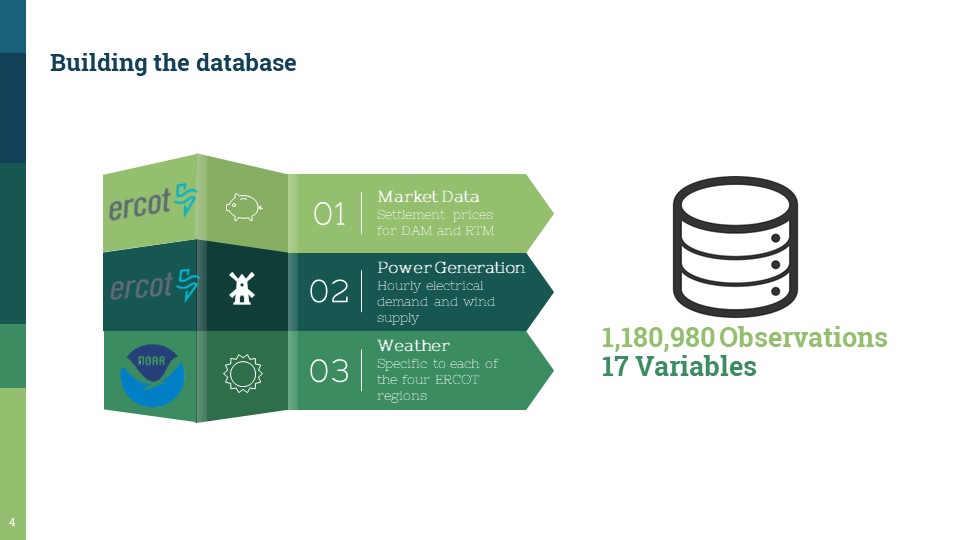 Building the database
ercot
01
Market Data
Settlement prices
for DAM and RTM
ercot
02
Power Generation
Hourly electrical
demand and wind
supply
NOAA
03
Weather
Specific to each of
the four ERCOT
regions
1,180,980 Observations
17 Variables
4